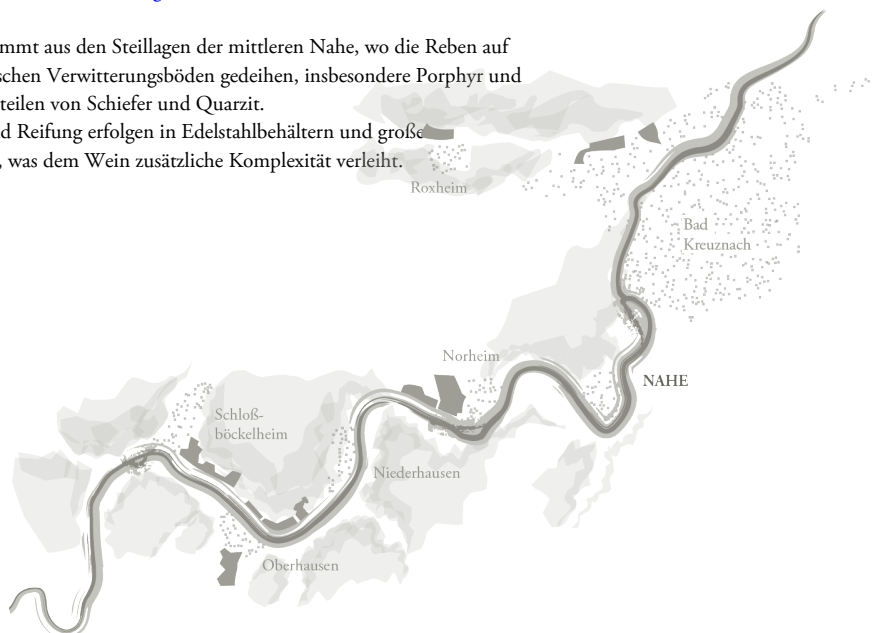 mmt aus den Steillagen der mittleren Nahe, wo die Reben auf
schen Verwitterungsböden gedeihen, insbesondere Porphyr und
teilen von Schiefer und Quarzit.
d Reifung erfolgen in Edelstahlbehältern und große
, was dem Wein zusätzliche Komplexität verleiht.
Roxheim
Bad
Kreuznach
Norheim
NAHE
Schloß-
böckelheim
Niederhausen
Oberhausen